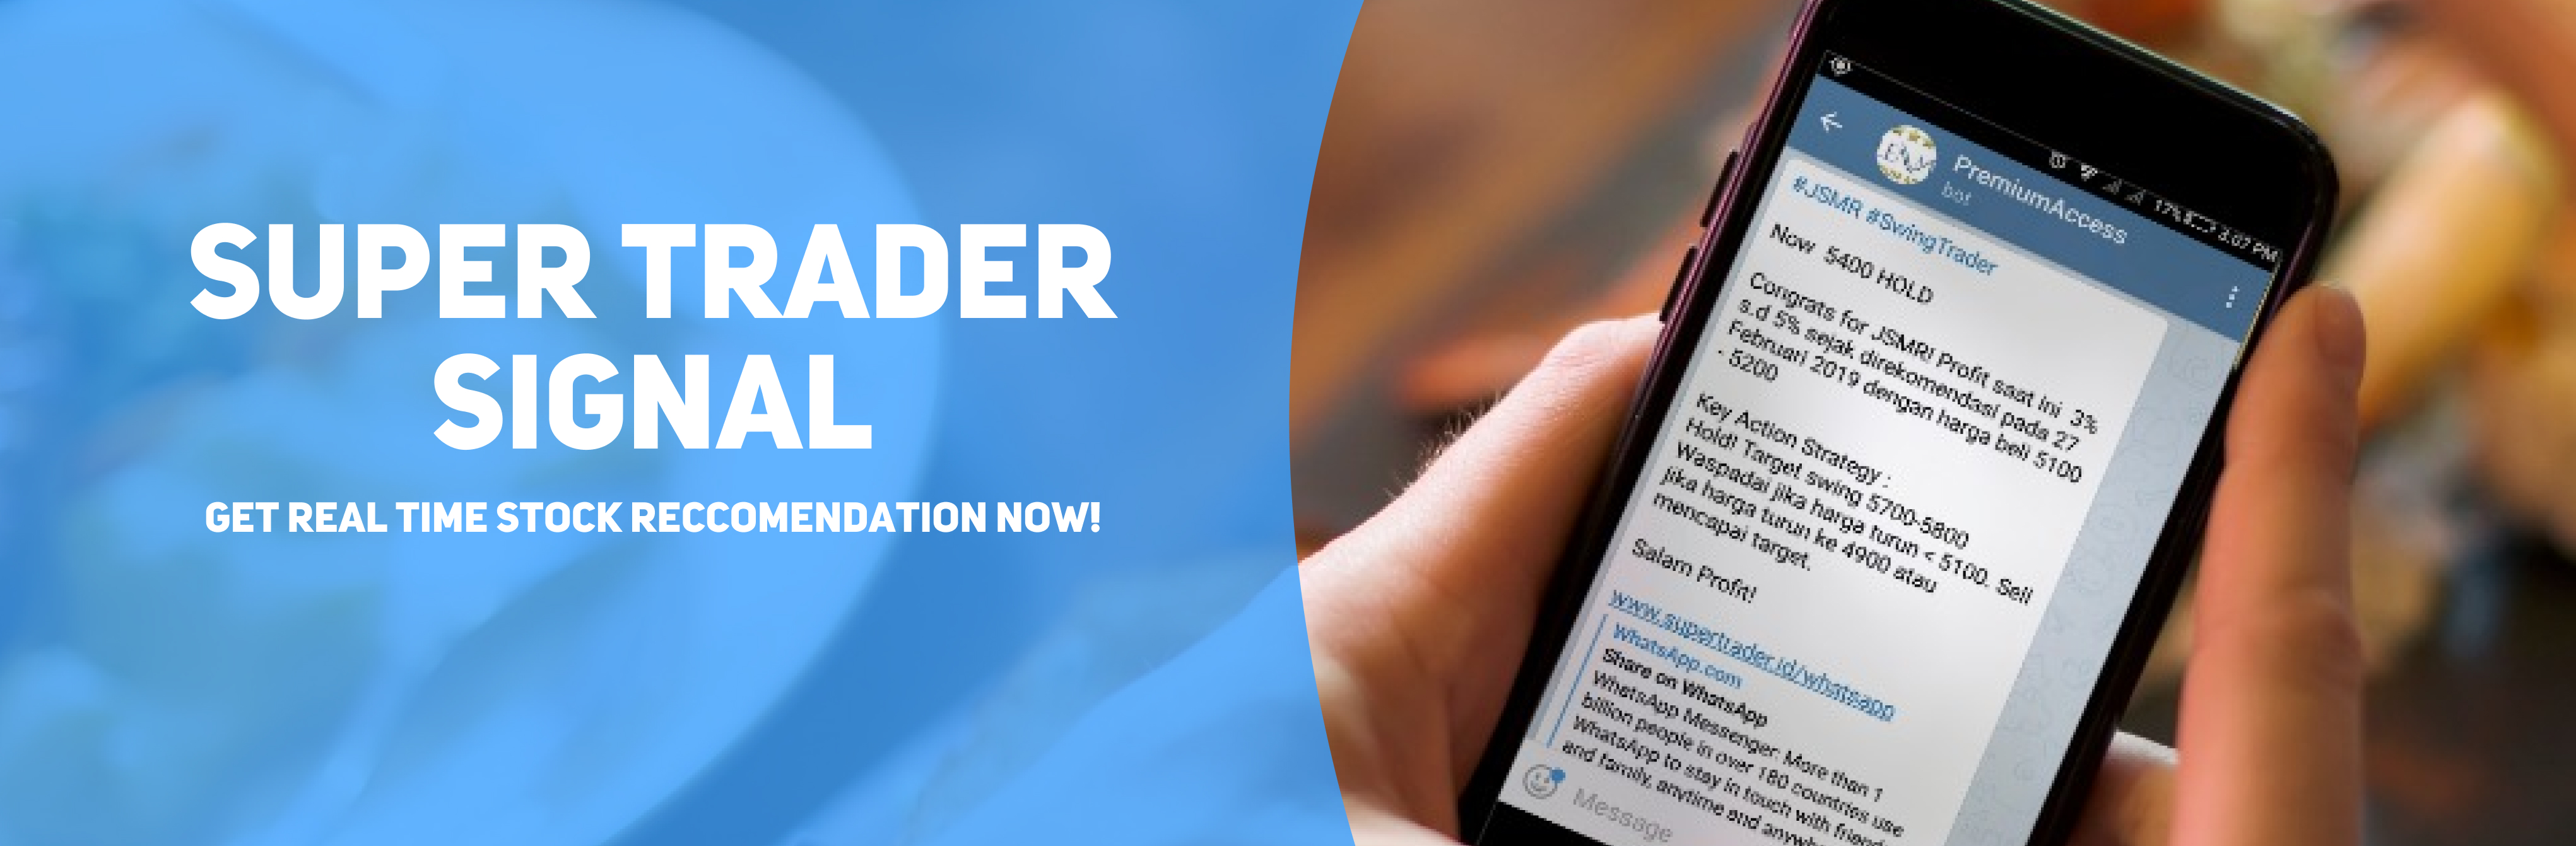 SUPER TRADER
SIGNAL
GET REAL TIME STOCK RECCOMENDATION NOW!
17% 3:07 PM
PremiumAccess
bot
#JSMR #SwingTrader
Now 5400 HOLD
Congrats for JSMR! Profit saat ini 3%
s.d 5% sejak direkomendasi pada 27
Februari 2019 dengan harga beli 5100
- 5200
Key Action Strategy :
Hold! Target swing 5700-5800
Waspadai jika harga turun < 5100. Sell
jika harga turun ke 4900 atau
mencapai target.
Salam Profit!
www.supertrader.id/whatsapp
WhatsApp.com
Share on WhatsApp
WhatsApp Messenger: More than 1
billion people in over 180 countries use
WhatsApp to stay in touch with friends
and family, anytime and
Message